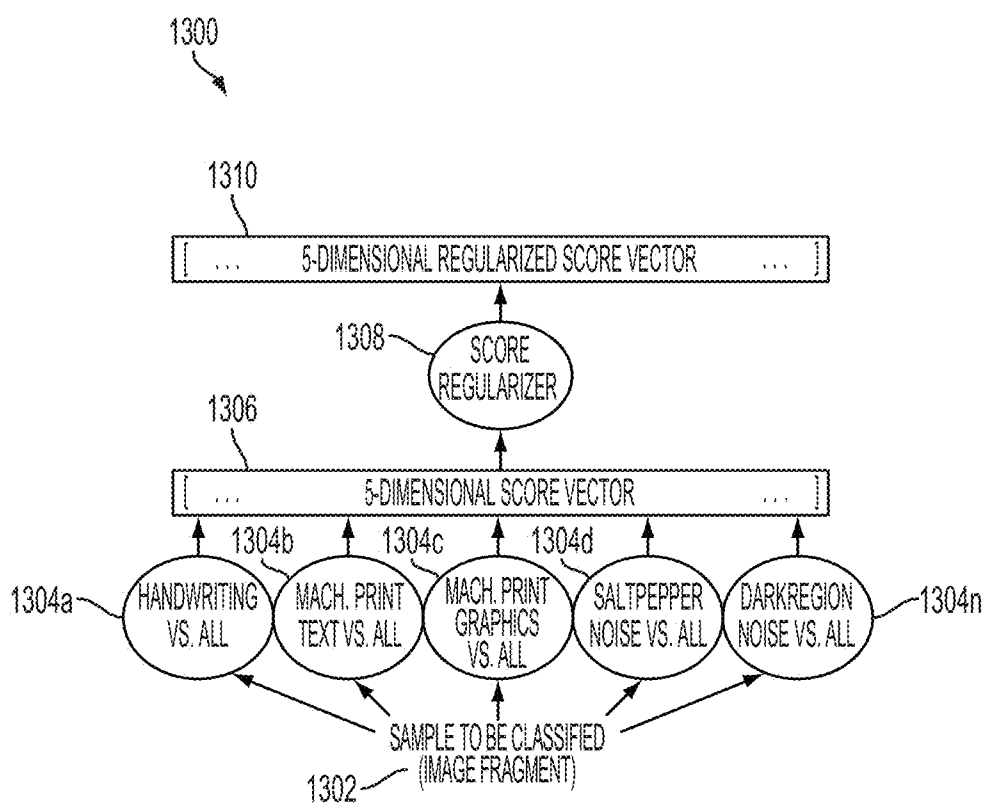 1300
1310
[ ... 5-DIMENSIONAL REGULARIZED SCORE VECTOR ... ]
1308
SCORE
REGULARIZER
1306
[ ... 5-DIMENSIONAL SCORE VECTOR ... ]
1304a
HANDWRITING
VS. ALL
1304b
MACH. PRINT
TEXT VS. ALL
1304c
MACH. PRINT
GRAPHICS
VS. ALL
1304d
SALTPEPPER
NOISE VS. ALL
DARKREGION
NOISE VS. ALL
1304n
SAMPLE TO BE CLASSIFIED
(IMAGE FRAGMENT)
1302